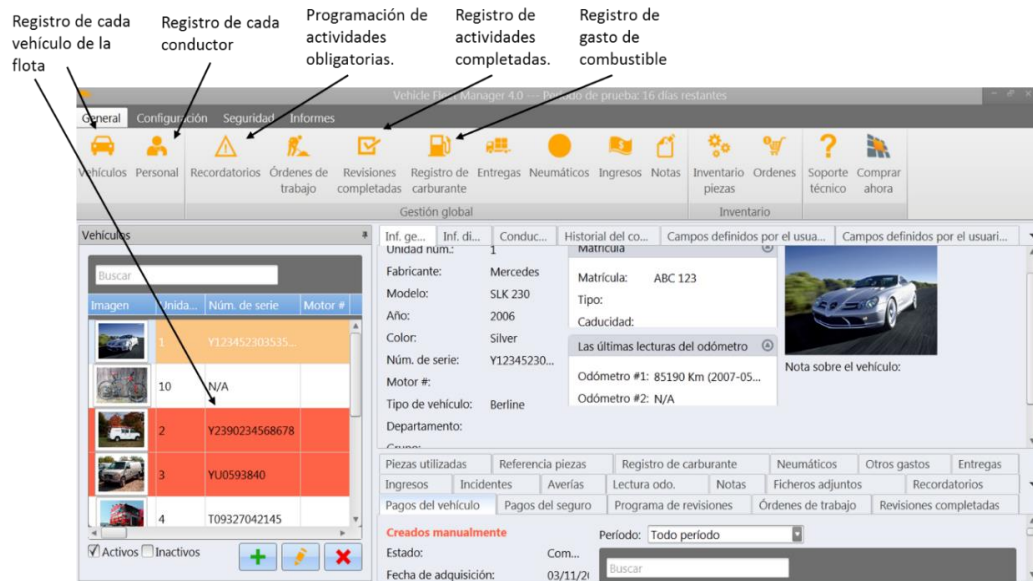 Registro de cada
vehículo de la
flota
Registro de cada
conductor
Programación de
actividades
obligatorias.
Registro de
actividades
completadas.
Registro de
gasto de
combustible
Vehicle Fleet Manager 4.0 --- Período de prueba: 16 días restantes
General Configuración Seguridad Informes
Vehículos Personal Recordatorios Órdenes de trabajo Revisiones completadas Registro de carburante Entregas Neumáticos Ingresos Notas Inventario piezas Ordenes Soporte técnico Comprar ahora
Gestión global Inventario
Vehículos
Buscar
Imagen Unida... Núm. de serie Motor #
1 Y123452303535...
10 N/A
2 Y2390234568678
3 YU0593840
4 T09327042145
Activos Inactivos
Inf. ge... Inf. di... Conduc... Historial del co... Campos definidos por el usua... Campos definidos por el usuari...
Unidad núm.: 1
Fabricante: Mercedes
Modelo: SLK 230
Año: 2006
Color: Silver
Núm. de serie: Y12345230...
Motor #:
Tipo de vehículo: Berline
Departamento:
Grupo:
Matrícula
Matrícula: ABC 123
Tipo:
Caducidad:
Las últimas lecturas del odómetro
Odómetro #1: 85190 Km (2007-05...
Odómetro #2: N/A
Nota sobre el vehículo:
Piezas utilizadas Referencia piezas Registro de carburante Neumáticos Otros gastos Entregas
Ingresos Incidentes Averías Lectura odo. Notas Ficheros adjuntos Recordatorios
Pagos del vehículo Pagos del seguro Programa de revisiones Órdenes de trabajo Revisiones completadas
Creados manualmente
Estado: Com...
Fecha de adquisición: 03/11/20
Período: Todo período
Buscar